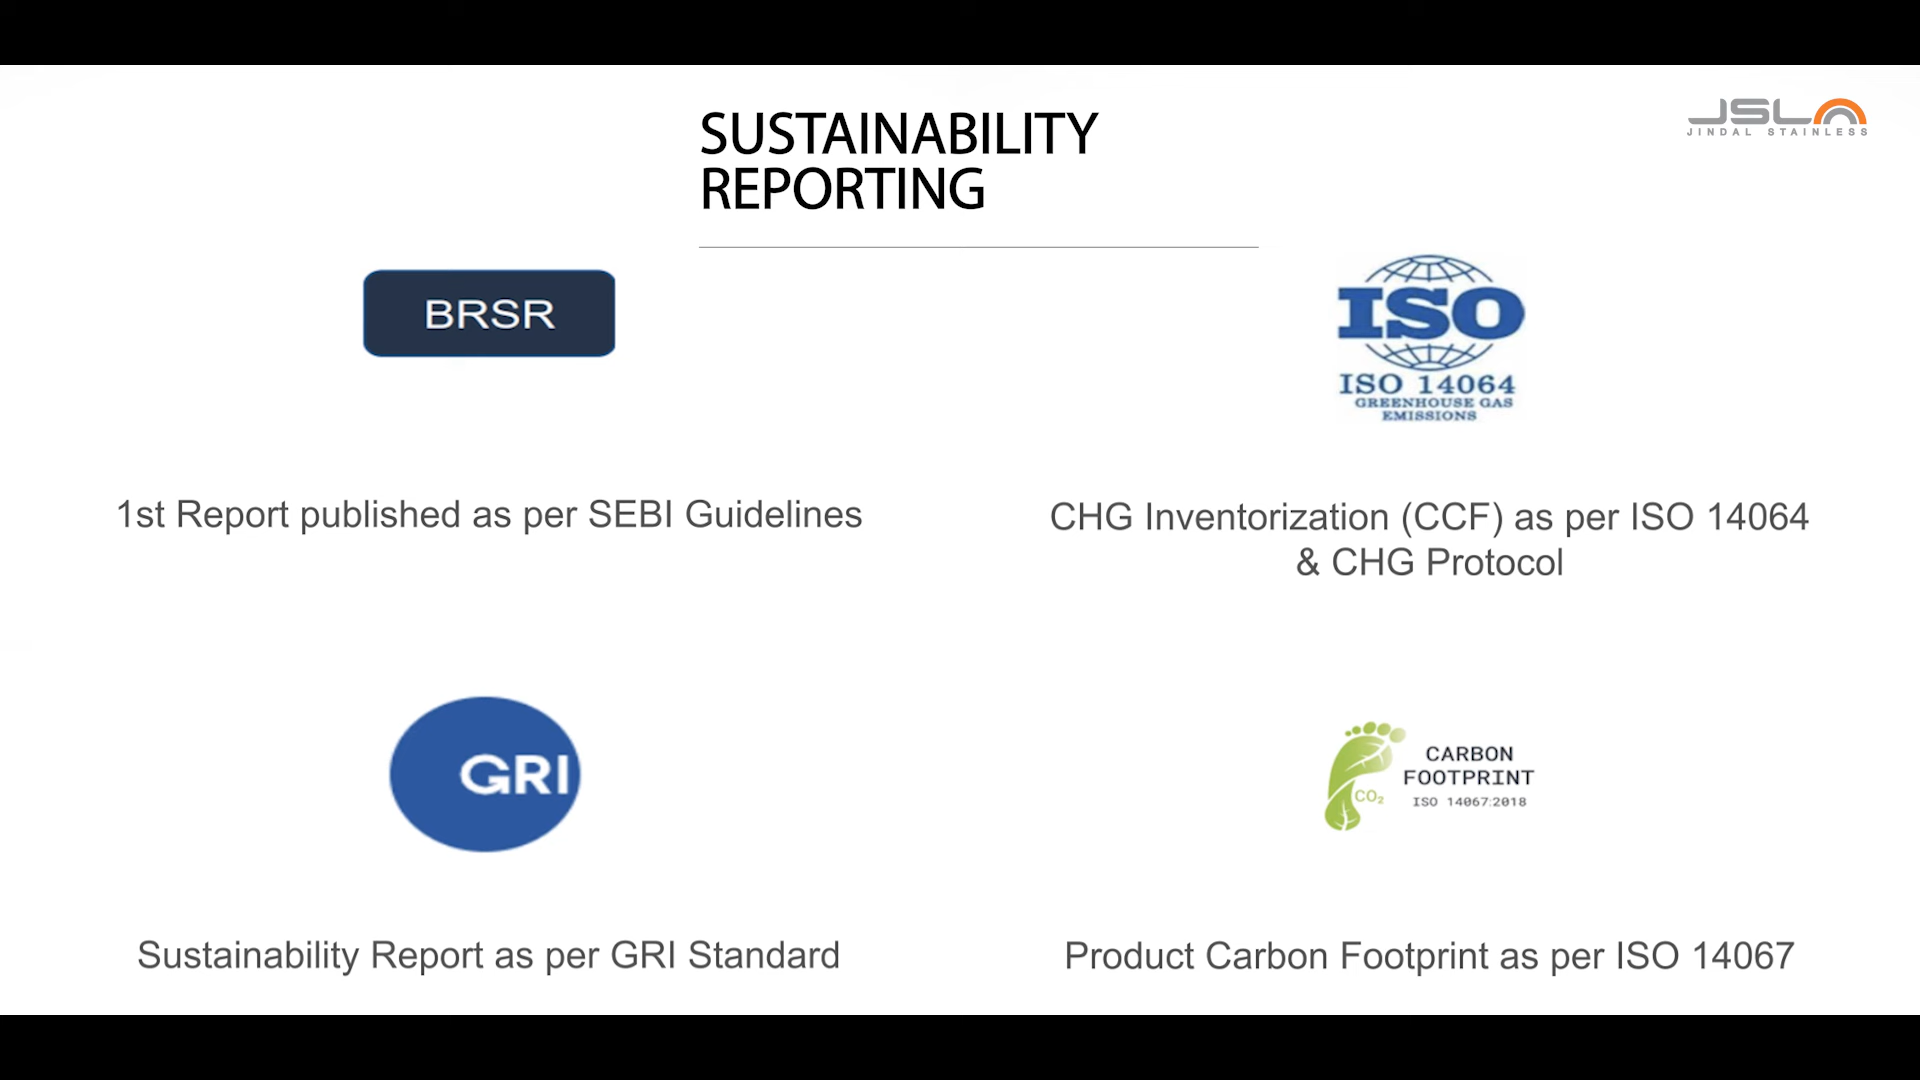 JSL
JINDAL STAINLESS
SUSTAINABILITY
REPORTING
BRSR
1st Report published as per SEBI Guidelines
ISO
ISO 14064
GREENHOUSE GAS
EMISSIONS
CHG Inventorization (CCF) as per ISO 14064
& CHG Protocol
GRI
Sustainability Report as per GRI Standard
CARBON
FOOTPRINT
CO₂
ISO 14067:2018
Product Carbon Footprint as per ISO 14067